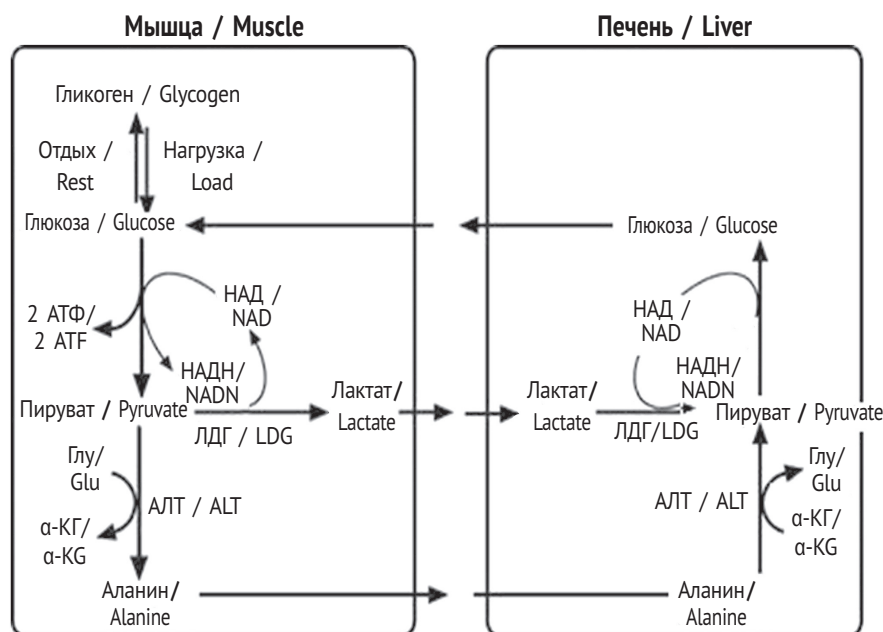 Мышца / Muscle
Гликоген / Glycogen
Отдых /
Rest
Нагрузка /
Load
Глюкоза / Glucose
2 АТФ/
2 ATF
НАД /
NAD
НАДН/
NADN
Пируват / Pyruvate
ЛДГ / LDG
Лактат/
Lactate
Глу/
Glu
АЛТ / ALT
α-КГ/
α-KG
Аланин/
Alanine
Печень / Liver
Глюкоза / Glucose
НАД /
NAD
НАДН/
NADN
Лактат/
Lactate
ЛДГ/LDG
Пируват / Pyruvate
Глу/
Glu
АЛТ / ALT
α-КГ/
α-KG
Аланин/
Alanine